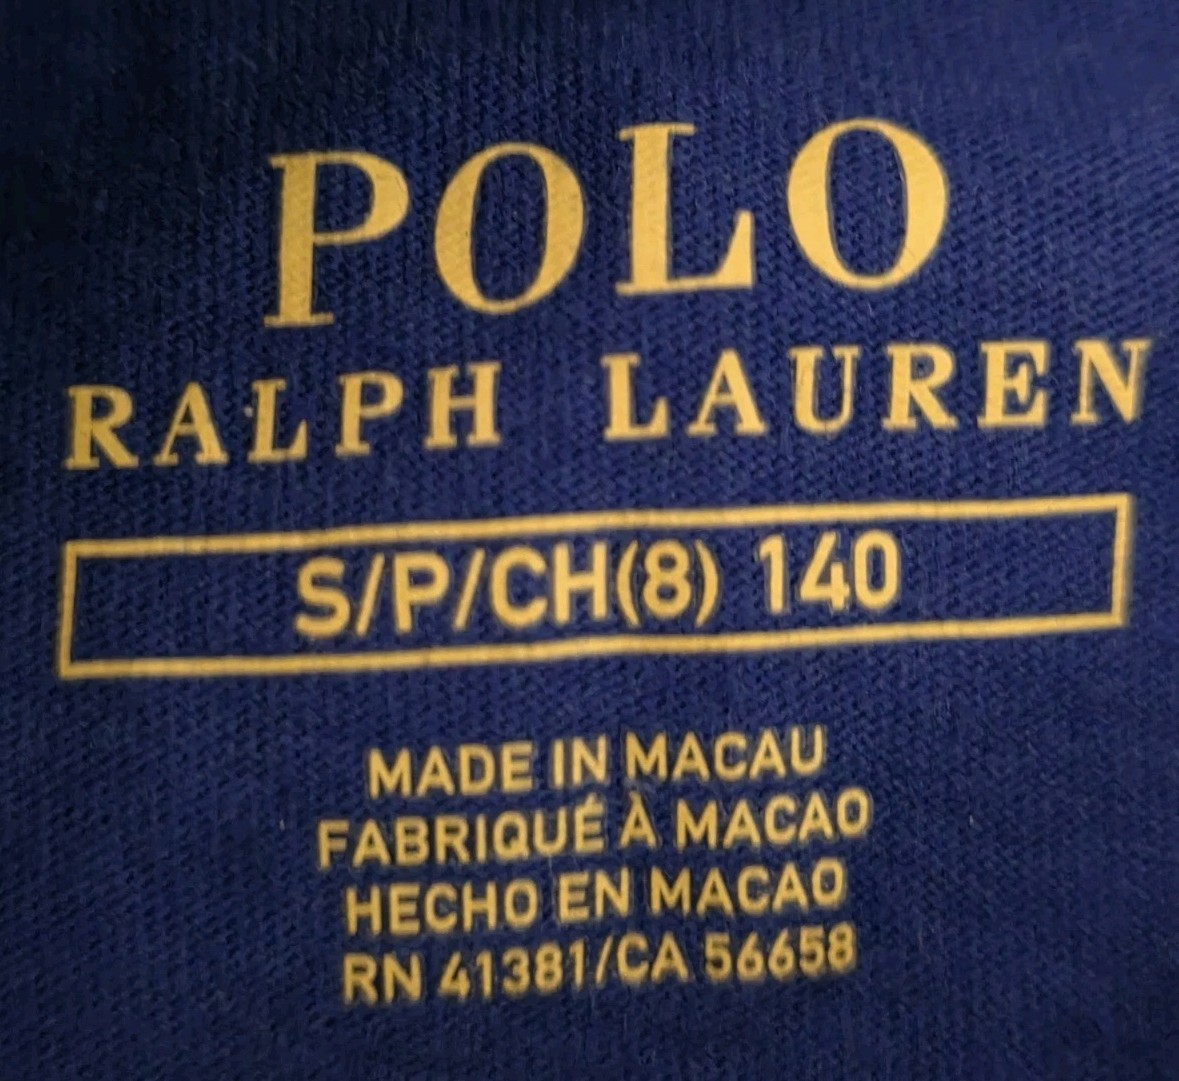 POLO
RALPH LAUREN
S/P/CH(8) 140
MADE IN MACAU
FABRIQUÉ À MACAO
HECHO EN MACAO
RN 41381/CA 56658